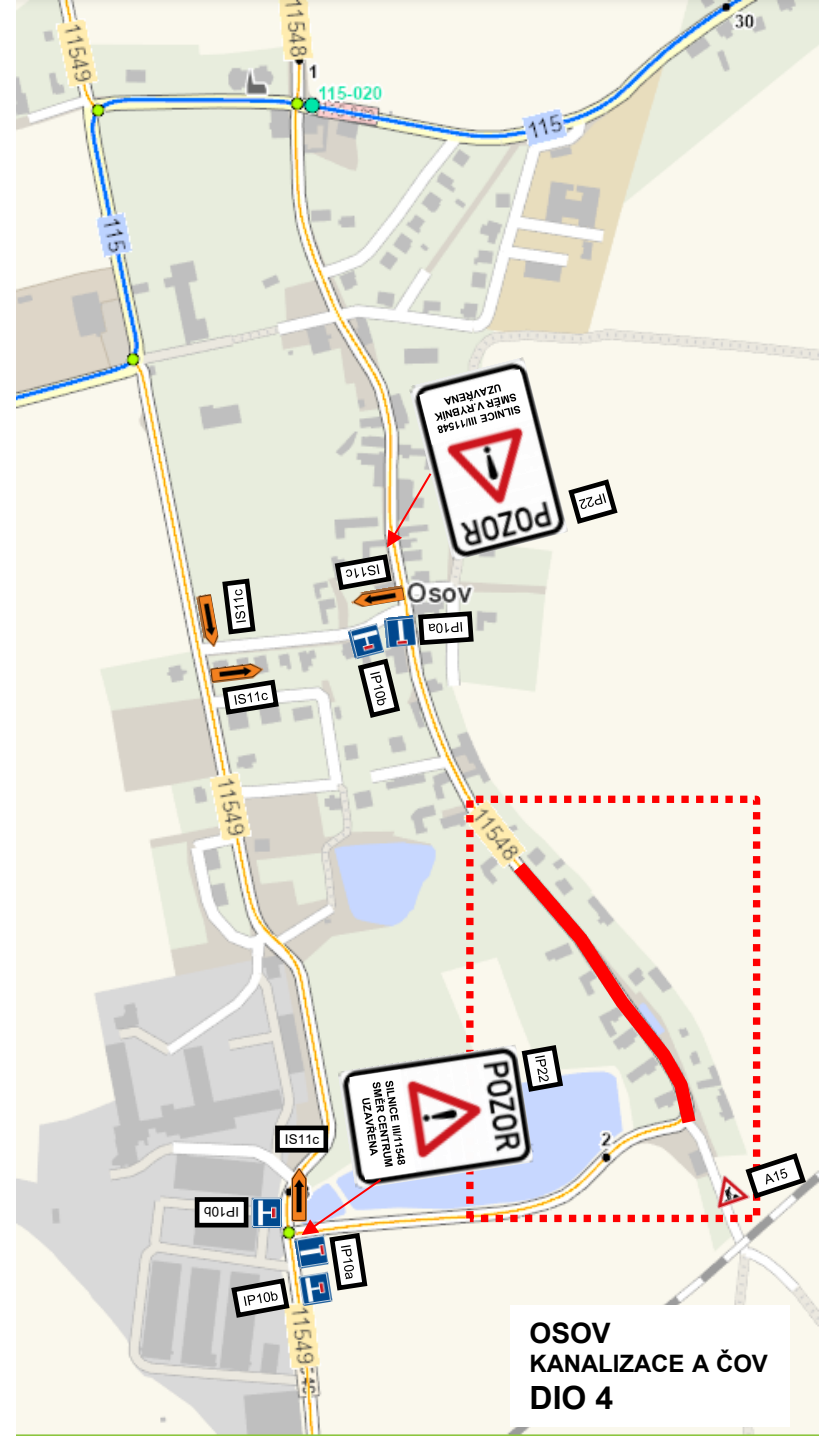 30
11549
11548
1
115-020
115
115
SILNICE III/11548
SMĚR V.RYBNÍK
UZAVŘENA
POZOR
IP22
IS11c
Osov
IS11c
IP10a
IP10b
IS11c
11549
11548
IP22
POZOR
SILNICE III/11548
SMĚR CENTRUM
UZAVŘENA
IS11c
2
A15
IP10b
IP10a
IP10b
11549
OSOV
KANALIZACE A ČOV
DIO 4